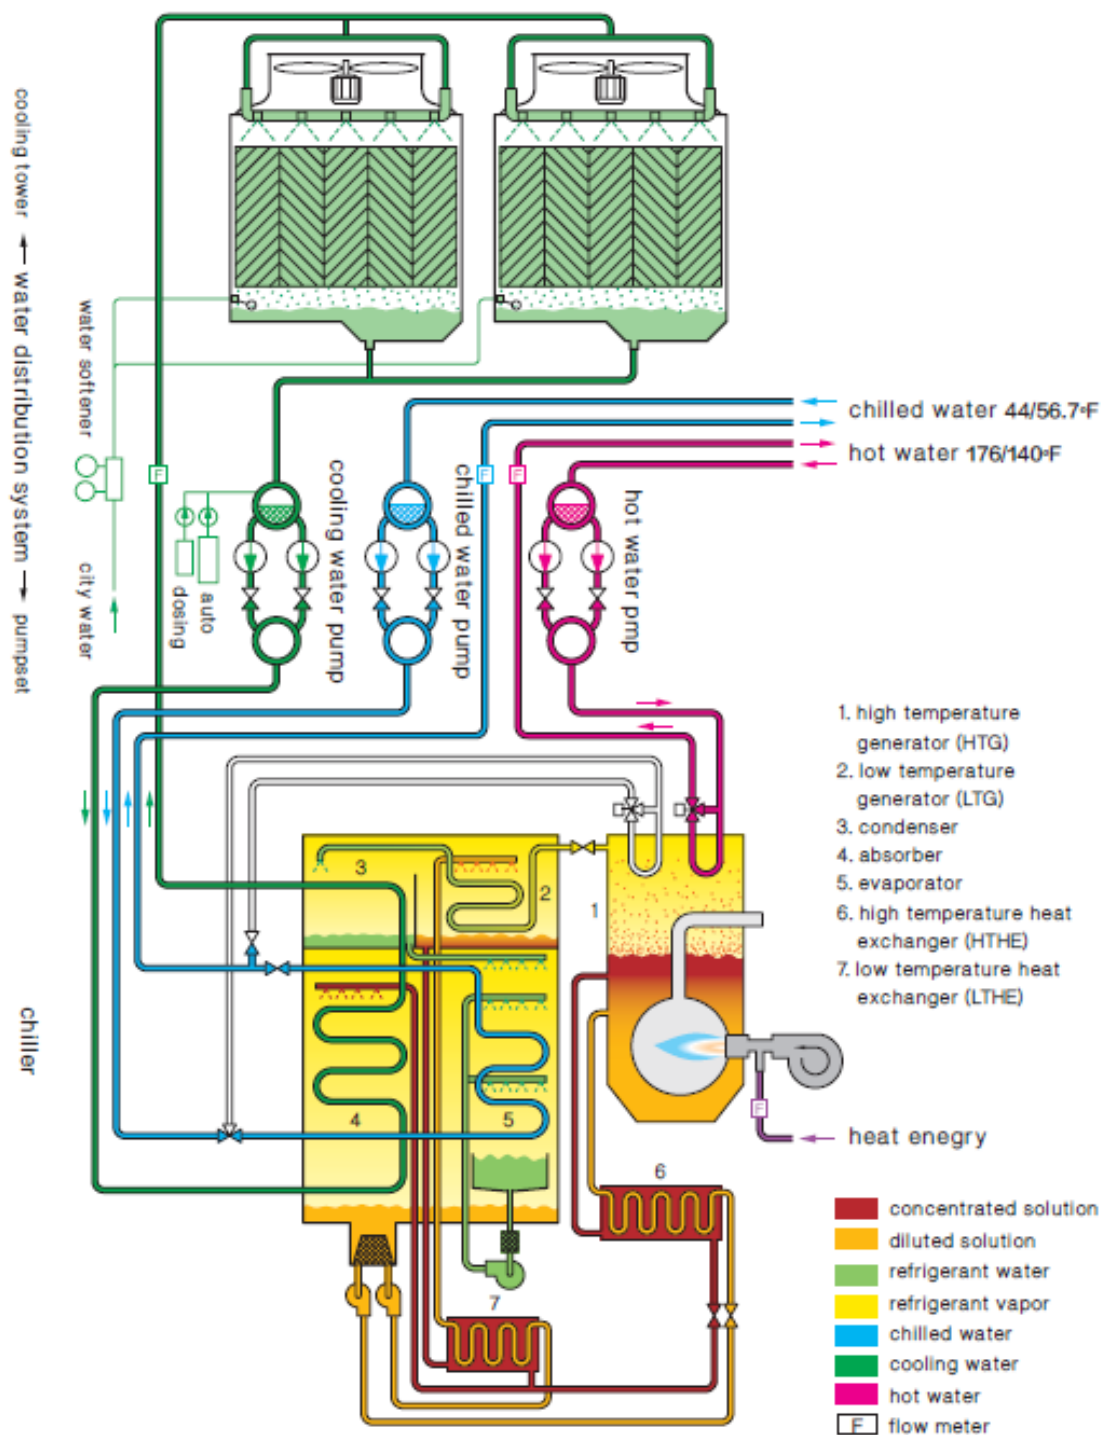 cooling tower ← water distribution system → pumpset
chiller
water softener
city water
auto
dosing
F
cooling water pump
chilled water pump
F
F
hot water pmp
chilled water 44/56.7°F
hot water 176/140°F
1. high temperature
generator (HTG)
2. low temperature
generator (LTG)
3. condenser
4. absorber
5. evaporator
6. high temperature heat
exchanger (HTHE)
7. low temperature heat
exchanger (LTHE)
3
2
1
4
5
F
heat enegry
6
7
concentrated solution
diluted solution
refrigerant water
refrigerant vapor
chilled water
cooling water
hot water
F flow meter